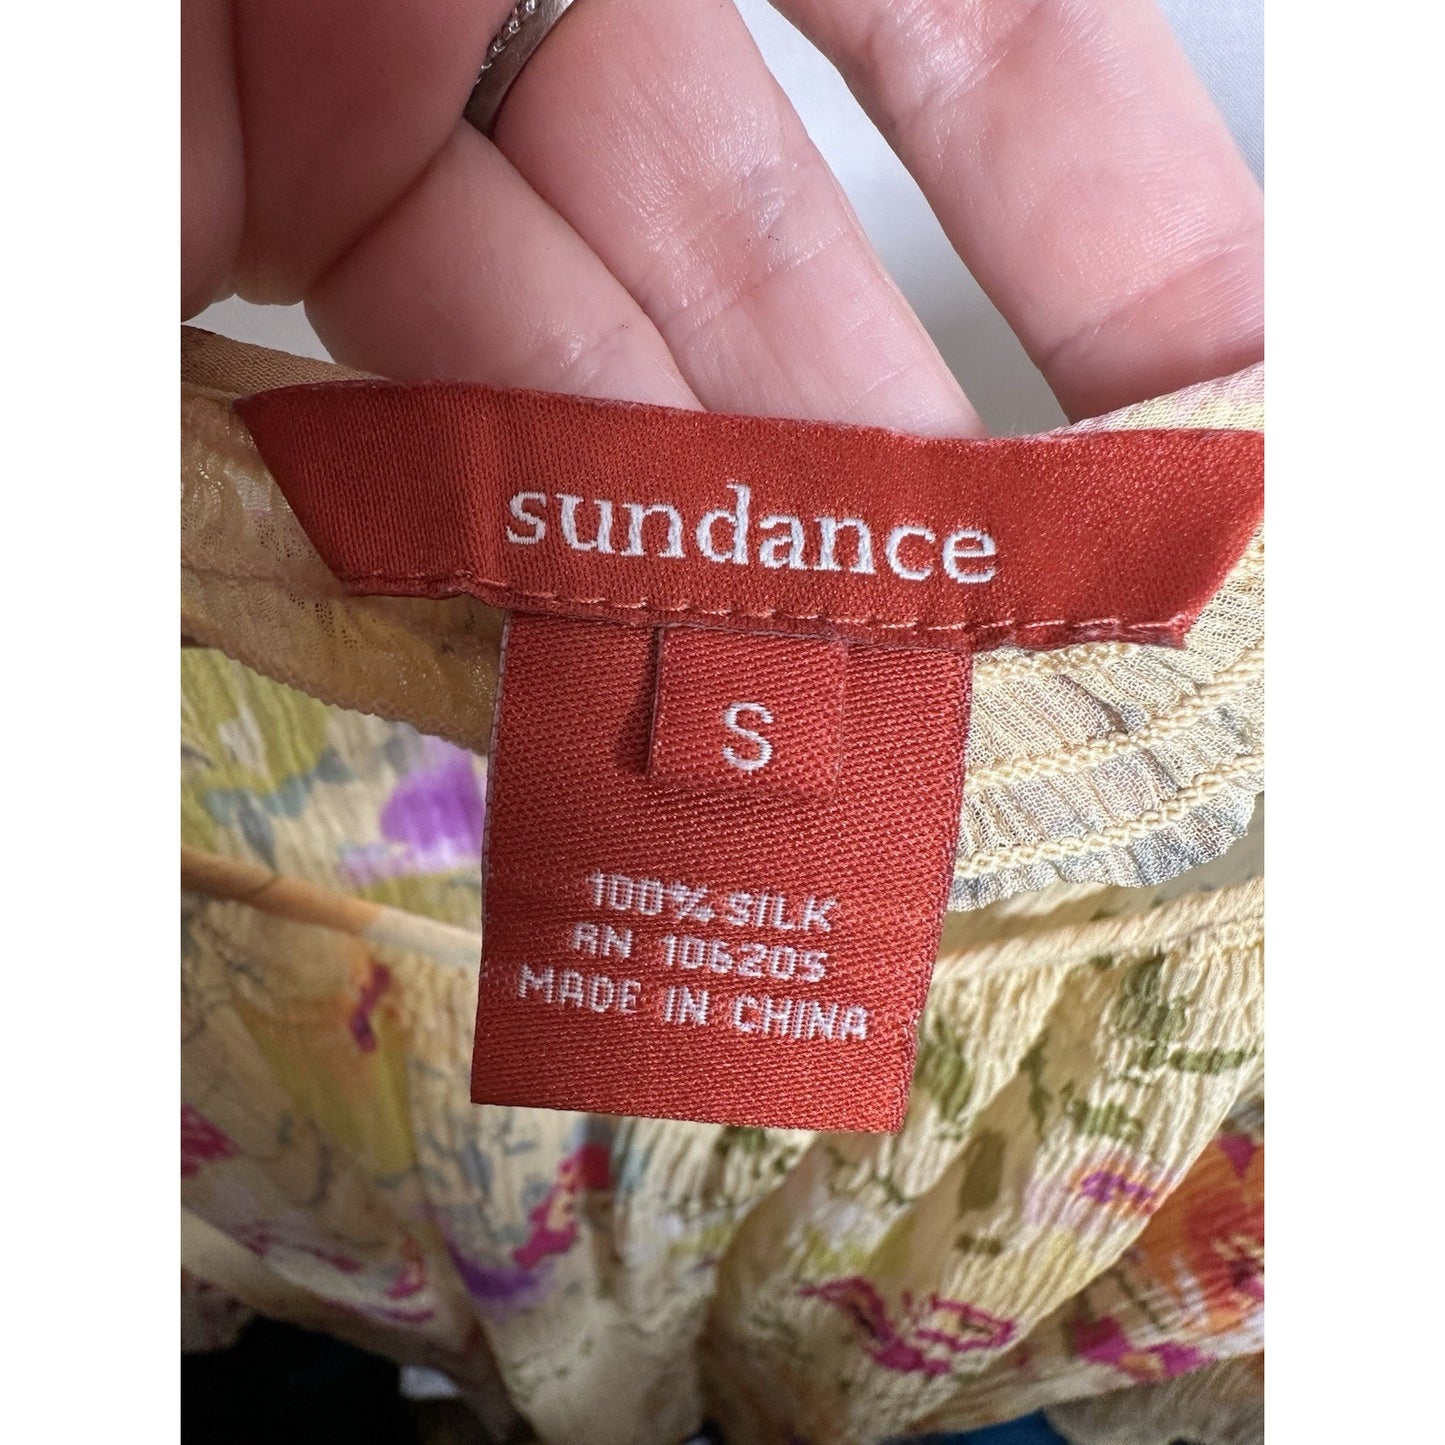 sundance
S
100% SILK
RN 106205
MADE IN CHINA